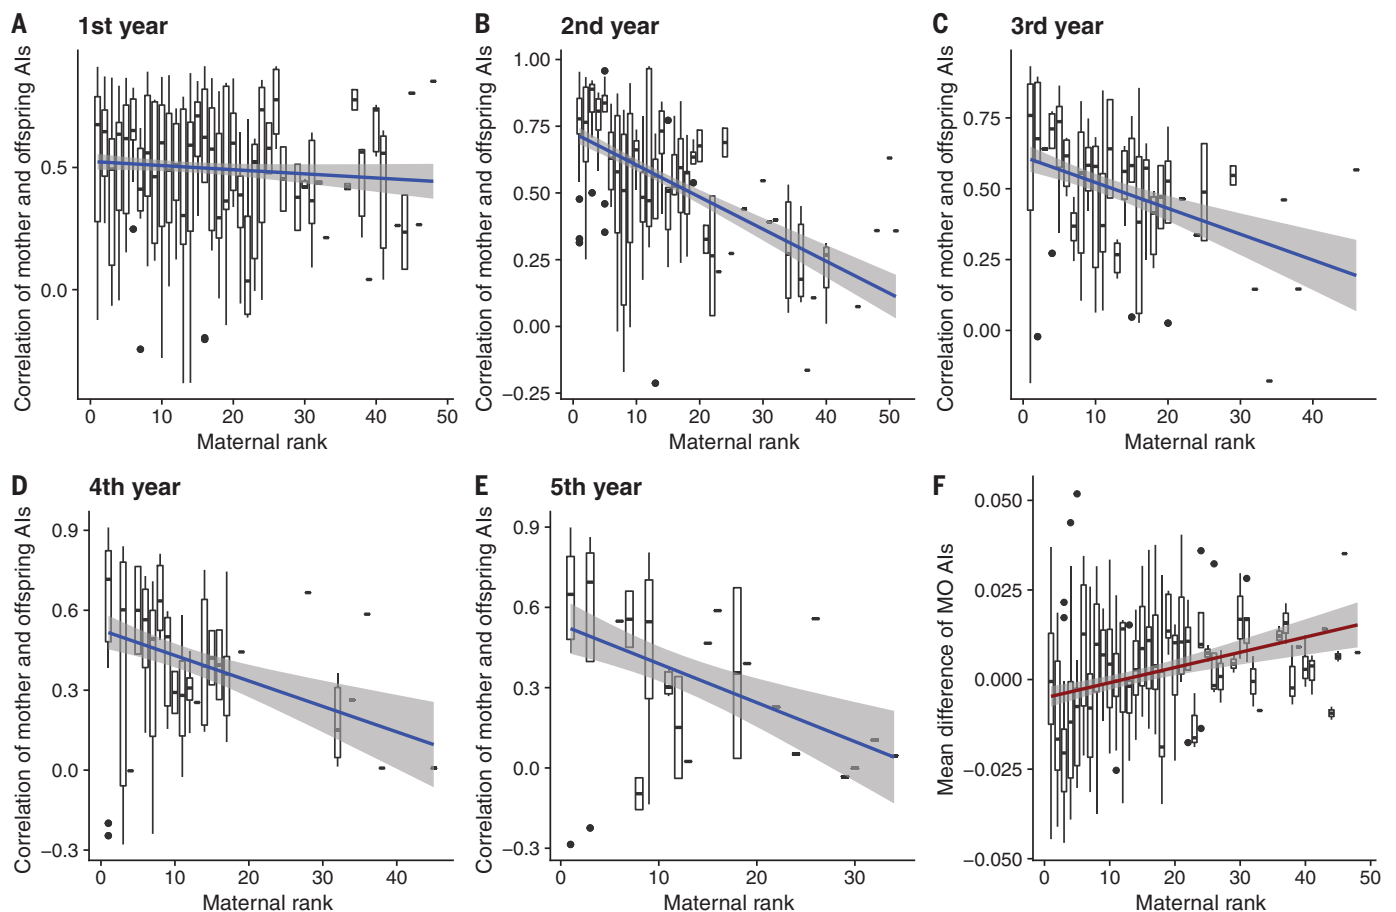 A 1st year
Correlation of mother and offspring AIs
0.5
0.0
0 10 20 30 40 50
Maternal rank
B 2nd year
Correlation of mother and offspring AIs
1.00
0.75
0.50
0.25
0.00
−0.25
0 10 20 30 40 50
Maternal rank
C 3rd year
Correlation of mother and offspring AIs
0.75
0.50
0.25
0.00
0 10 20 30 40
Maternal rank
D 4th year
Correlation of mother and offspring AIs
0.9
0.6
0.3
0.0
−0.3
0 10 20 30 40
Maternal rank
E 5th year
Correlation of mother and offspring AIs
0.9
0.6
0.3
0.0
−0.3
0 10 20 30
Maternal rank
F
Mean difference of MO AIs
0.050
0.025
0.000
−0.025
−0.050
0 10 20 30 40 50
Maternal rank